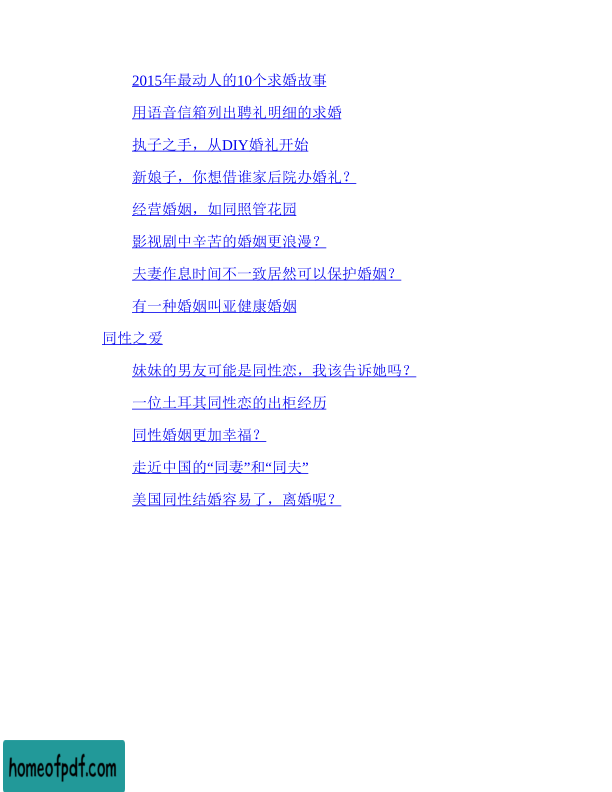 2015年最动人的10个求婚故事
用语音信箱列出聘礼明细的求婚
执子之手，从DIY婚礼开始
新娘子，你想借谁家后院办婚礼？
经营婚姻，如同照管花园
影视剧中辛苦的婚姻更浪漫？
夫妻作息时间不一致居然可以保护婚姻？
有一种婚姻叫亚健康婚姻
同性之爱
妹妹的男友可能是同性恋，我该告诉她吗？
一位土耳其同性恋的出柜经历
同性婚姻更加幸福？
走近中国的“同妻”和“同夫”
美国同性结婚容易了，离婚呢？
homeofpdf.com